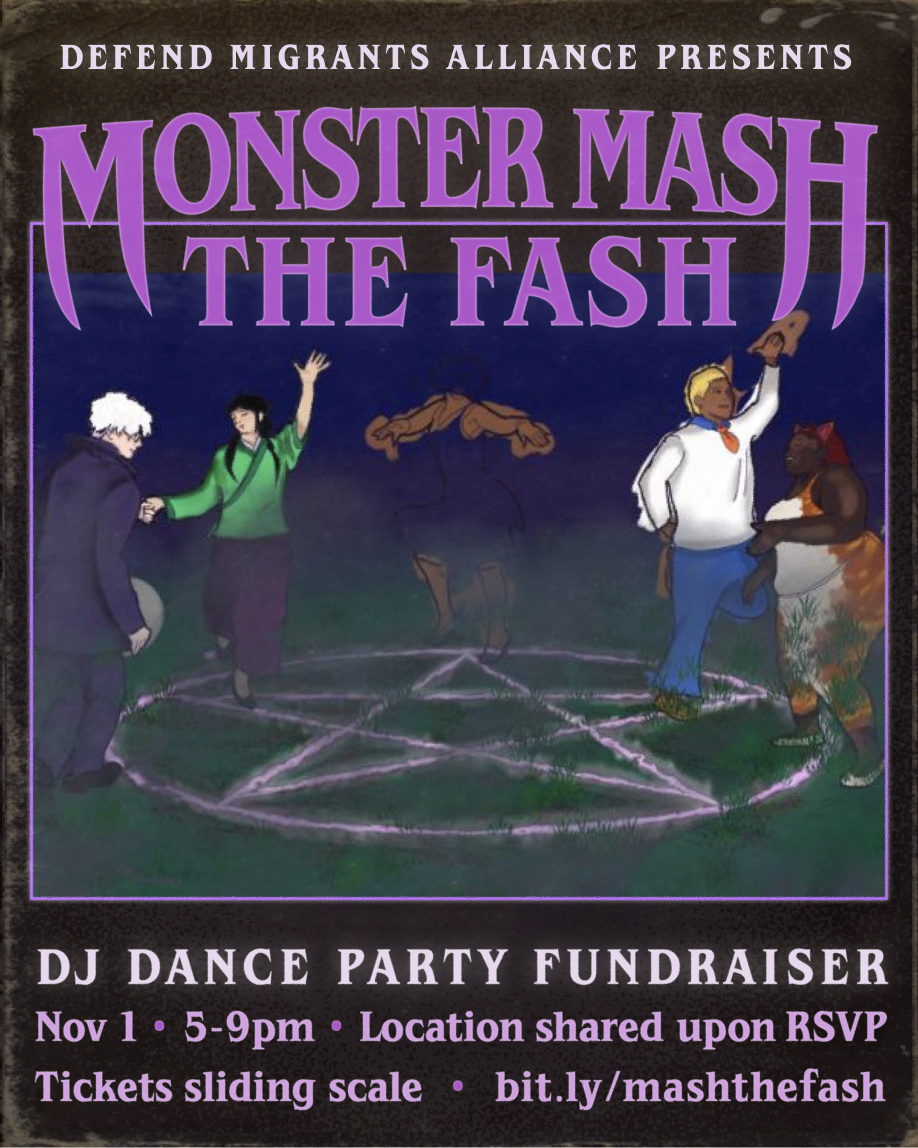 DEFEND MIGRANTS ALLIANCE PRESENTS
MONSTER MASH
THE FASH
DJ DANCE PARTY FUNDRAISER
Nov 1 • 5-9pm • Location shared upon RSVP
Tickets sliding scale • bit.ly/mashthefash